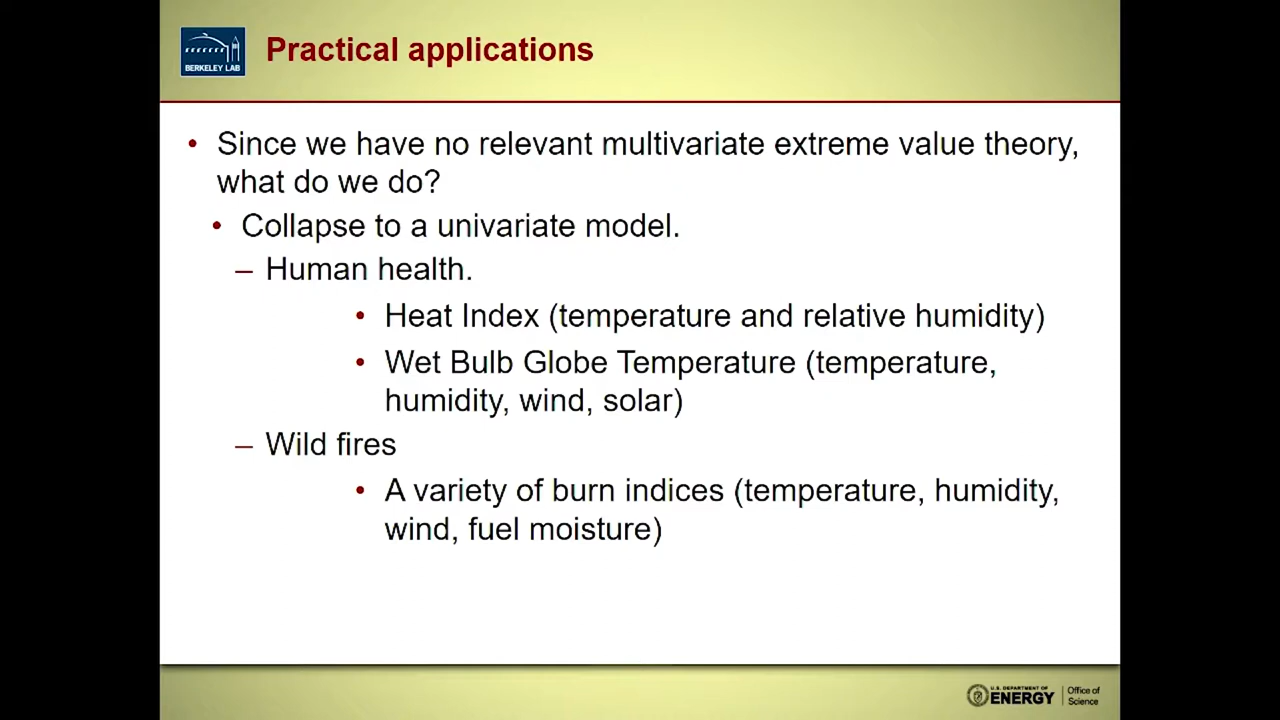 BERKELEY LAB
Practical applications
• Since we have no relevant multivariate extreme value theory,
what do we do?
• Collapse to a univariate model.
– Human health.
• Heat Index (temperature and relative humidity)
• Wet Bulb Globe Temperature (temperature,
humidity, wind, solar)
– Wild fires
• A variety of burn indices (temperature, humidity,
wind, fuel moisture)
U.S. DEPARTMENT OF
ENERGY
Office of
Science